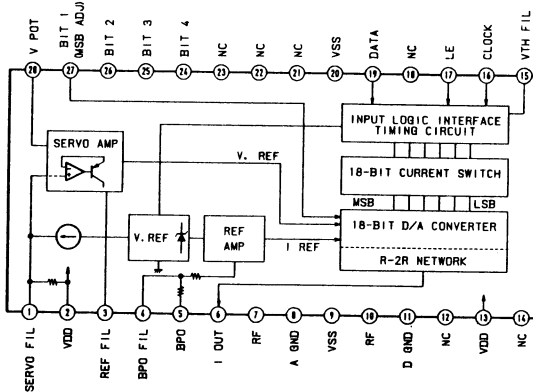 V POT
BIT 1
(MSB ADJ)
BIT 2
BIT 3
BIT 4
NC
NC
NC
VSS
DATA
NC
LE
CLOCK
VTH FIL
28
27
26
25
24
23
22
21
20
19
18
17
16
15
SERVO AMP
INPUT LOGIC INTERFACE
TIMING CIRCUIT
V. REF
18-BIT CURRENT SWITCH
MSB
LSB
V.REF
REF
AMP
I REF
18-BIT D/A CONVERTER
R-2R NETWORK
1
2
3
4
5
6
7
8
9
10
11
12
13
14
SERVO FIL
VDD
REF FIL
BPO FIL
BPO
I OUT
RF
A GND
VSS
RF
D GND
NC
VDD
NC